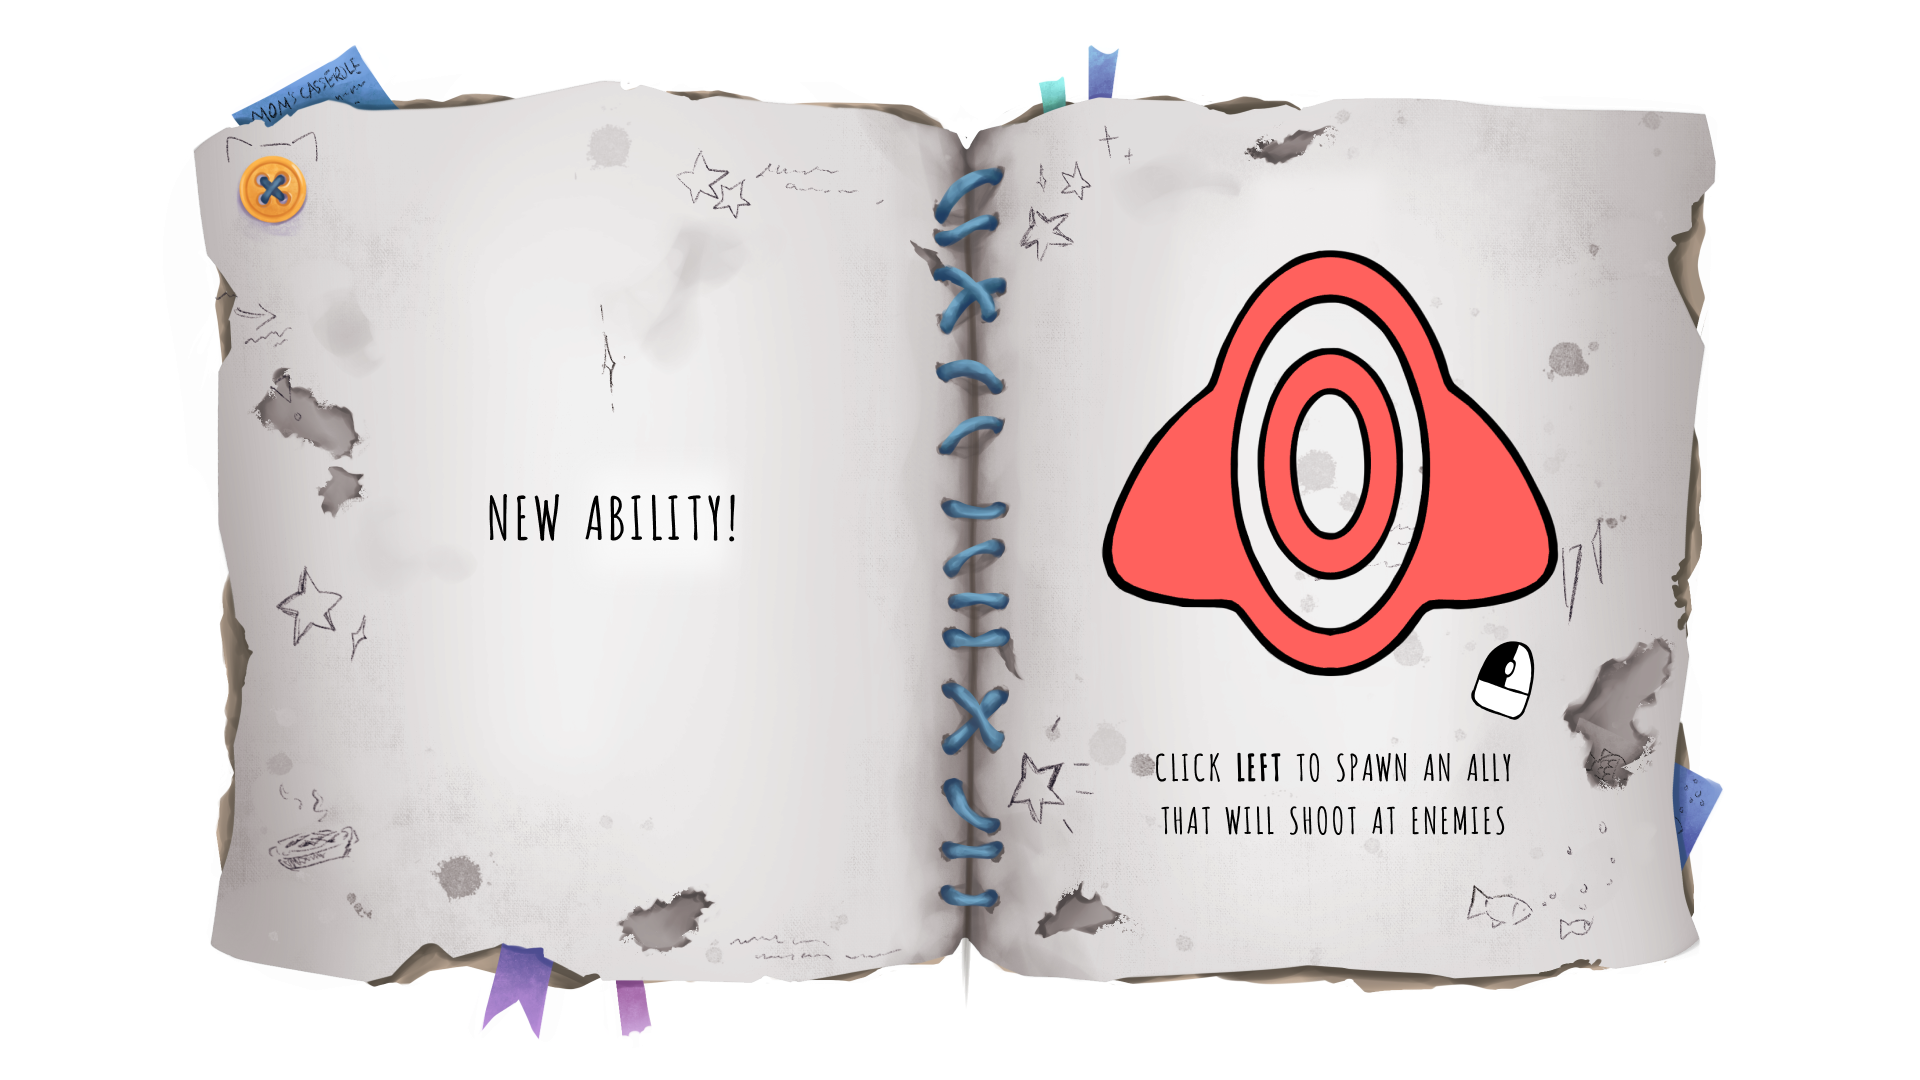 MOM'S CASSEROLE
NEW ABILITY!
CLICK LEFT TO SPAWN AN ALLY
THAT WILL SHOOT AT ENEMIES